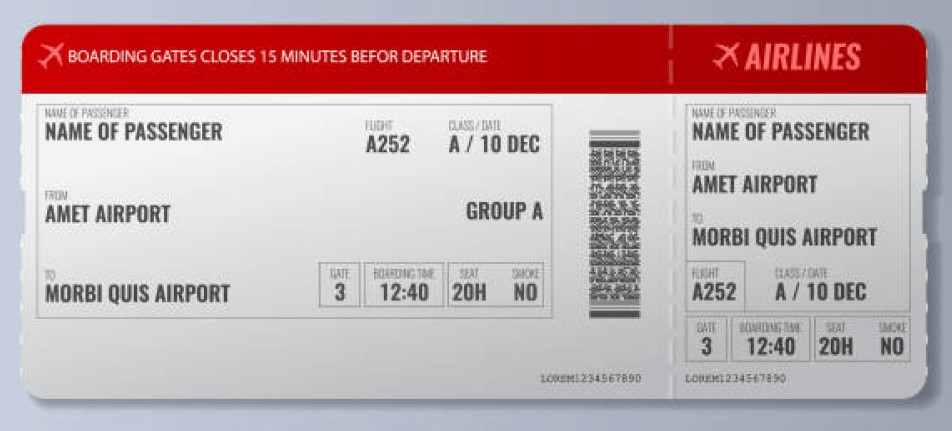 BOARDING GATES CLOSES 15 MINUTES BEFOR DEPARTURE
NAME OF PASSENGER
NAME OF PASSENGER
FLIGHT
A252
CLASS / DATE
A / 10 DEC
FROM
AMET AIRPORT
GROUP A
TO
MORBI QUIS AIRPORT
GATE
3
BOARDING TIME
12:40
SEAT
20H
SMOKE
NO
LOREM1234567890
AIRLINES
NAME OF PASSENGER
NAME OF PASSENGER
FROM
AMET AIRPORT
TO
MORBI QUIS AIRPORT
FLIGHT
A252
CLASS / DATE
A / 10 DEC
GATE
3
BOARDING TIME
12:40
SEAT
20H
SMOKE
NO
LOREM1234567890